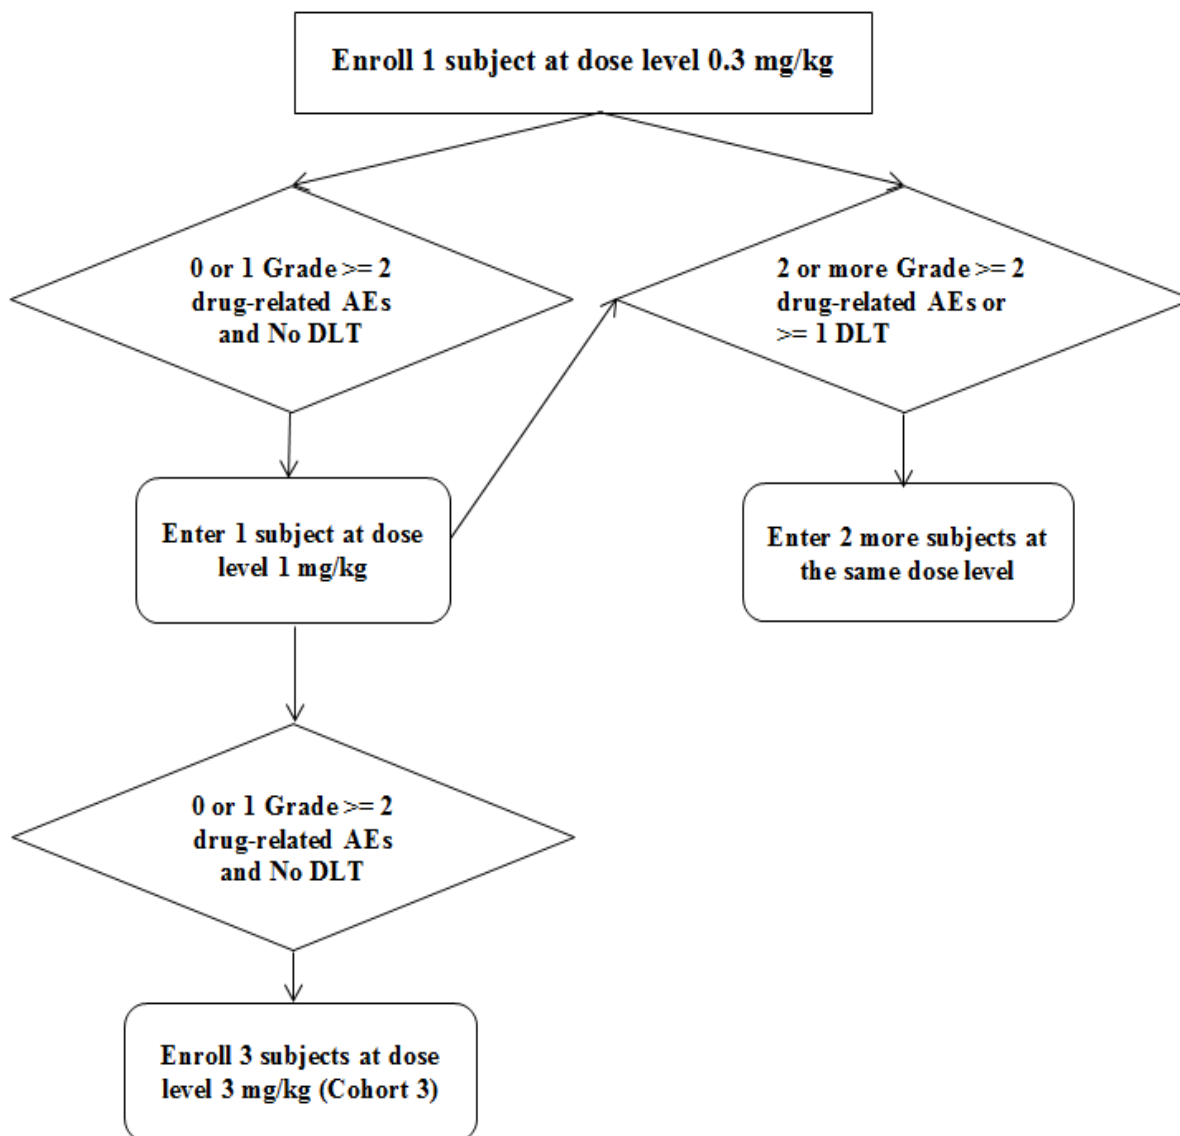 Enroll 1 subject at dose level 0.3 mg/kg
0 or 1 Grade >= 2
drug-related AEs
and No DLT
2 or more Grade >= 2
drug-related AEs or
>= 1 DLT
Enter 1 subject at dose
level 1 mg/kg
Enter 2 more subjects at
the same dose level
0 or 1 Grade >= 2
drug-related AEs
and No DLT
Enroll 3 subjects at dose
level 3 mg/kg (Cohort 3)